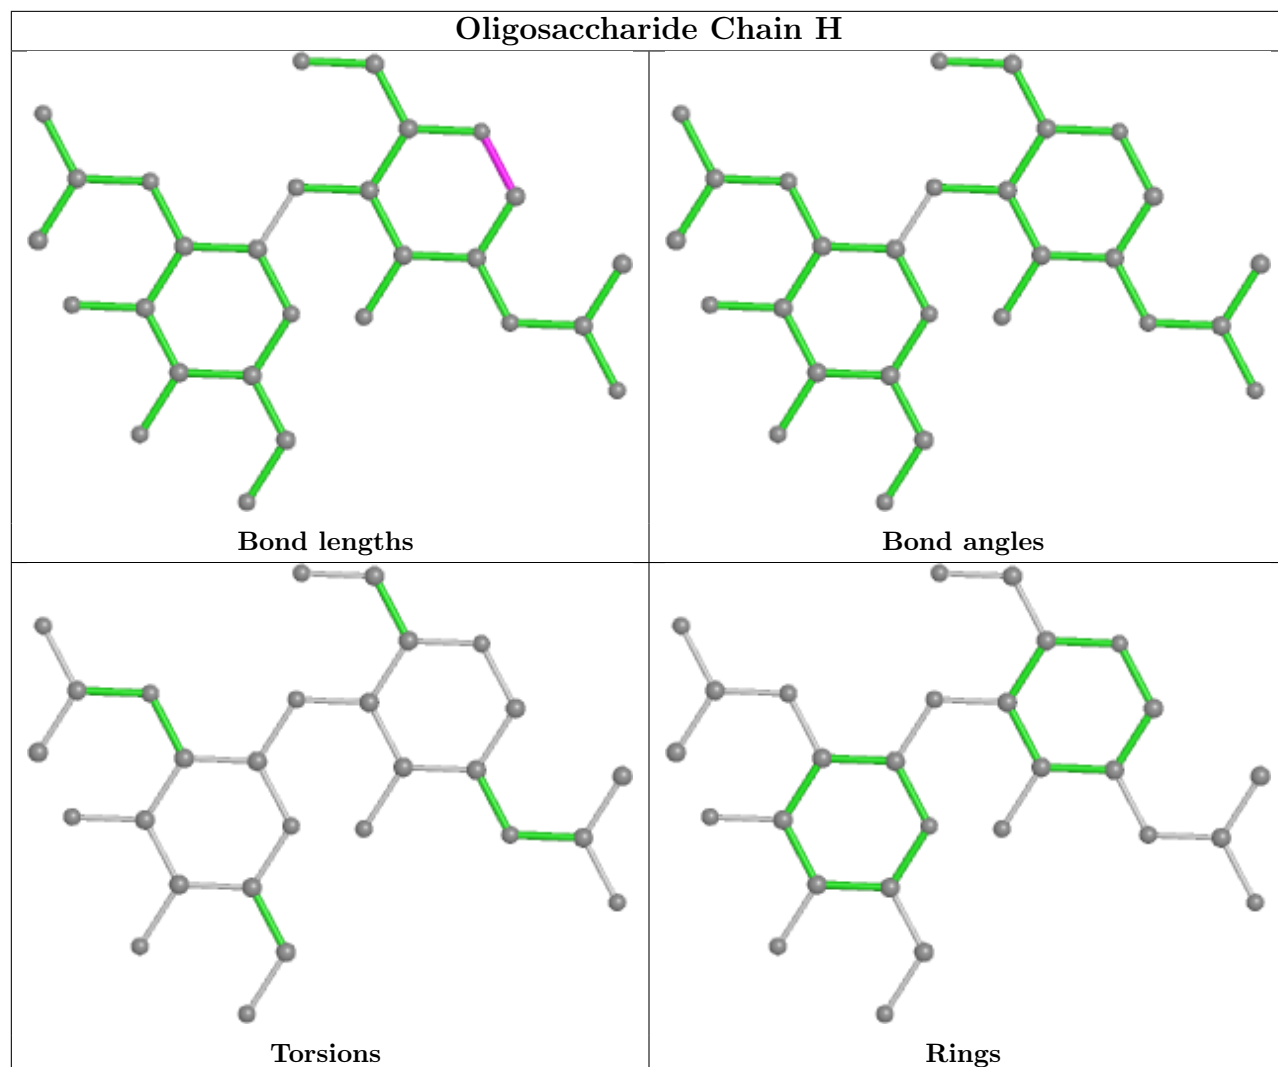 Oligosaccharide Chain H
Bond lengths
Bond angles
Torsions
Rings